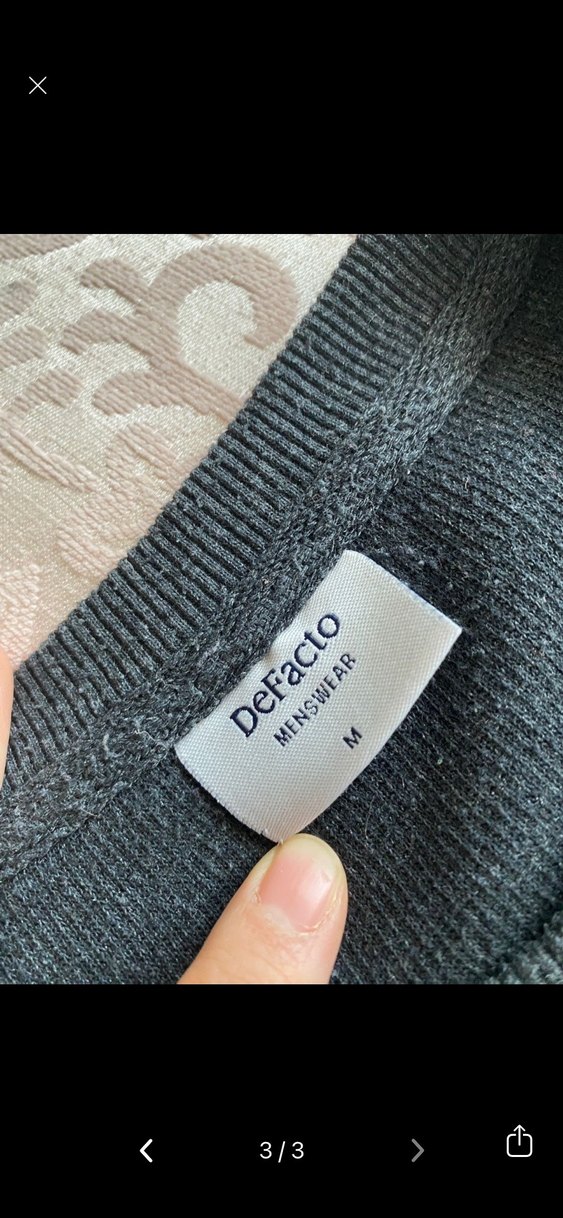 DeFacto
MENSWEAR
M
3/3